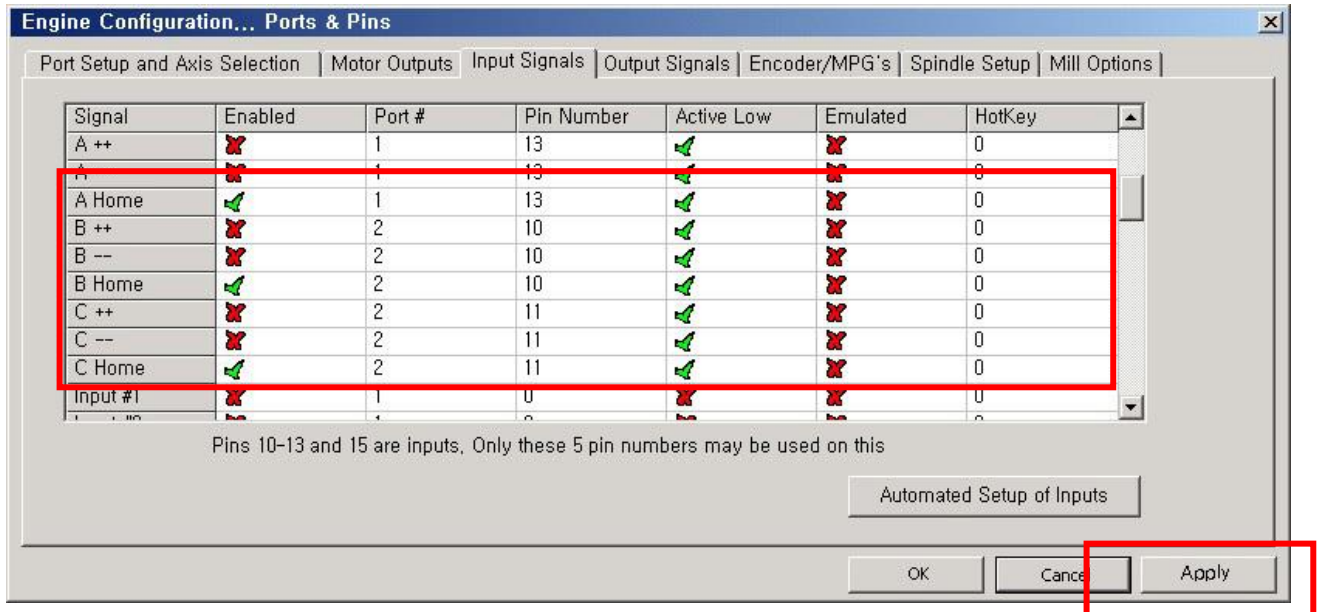 Engine Configuration... Ports & Pins
Port Setup and Axis Selection Motor Outputs Input Signals Output Signals Encoder/MPG's Spindle Setup Mill Options
Signal Enabled Port # Pin Number Active Low Emulated HotKey
A ++ 1 13 0
A 1 13 0
A Home 1 13 0
B ++ 2 10 0
B -- 2 10 0
B Home 2 10 0
C ++ 2 11 0
C -- 2 11 0
C Home 2 11 0
Input #1 1 0 0
Pins 10-13 and 15 are inputs, Only these 5 pin numbers may be used on this
Automated Setup of Inputs
OK Cancel Apply